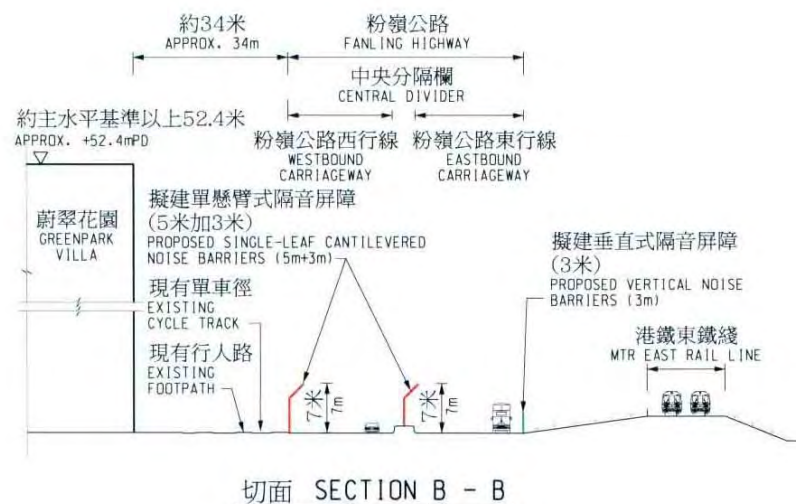 約34米
APPROX. 34m
粉嶺公路
FANLING HIGHWAY
中央分隔欄
CENTRAL DIVIDER
約主水平基準以上52.4米
APPROX. +52.4mPD
粉嶺公路西行線
WESTBOUND
CARRIAGEWAY
粉嶺公路東行線
EASTBOUND
CARRIAGEWAY
蔚翠花園
GREENPARK
VILLA
擬建單懸臂式隔音屏障
(5米加3米)
PROPOSED SINGLE-LEAF CANTILEVERED
NOISE BARRIERS (5m+3m)
擬建垂直式隔音屏障
(3米)
PROPOSED VERTICAL NOISE
BARRIERS (3m)
現有單車徑
EXISTING
CYCLE TRACK
現有行人路
EXISTING
FOOTPATH
7米
7m
7米
7m
港鐵東鐵綫
MTR EAST RAIL LINE
切面 SECTION B - B